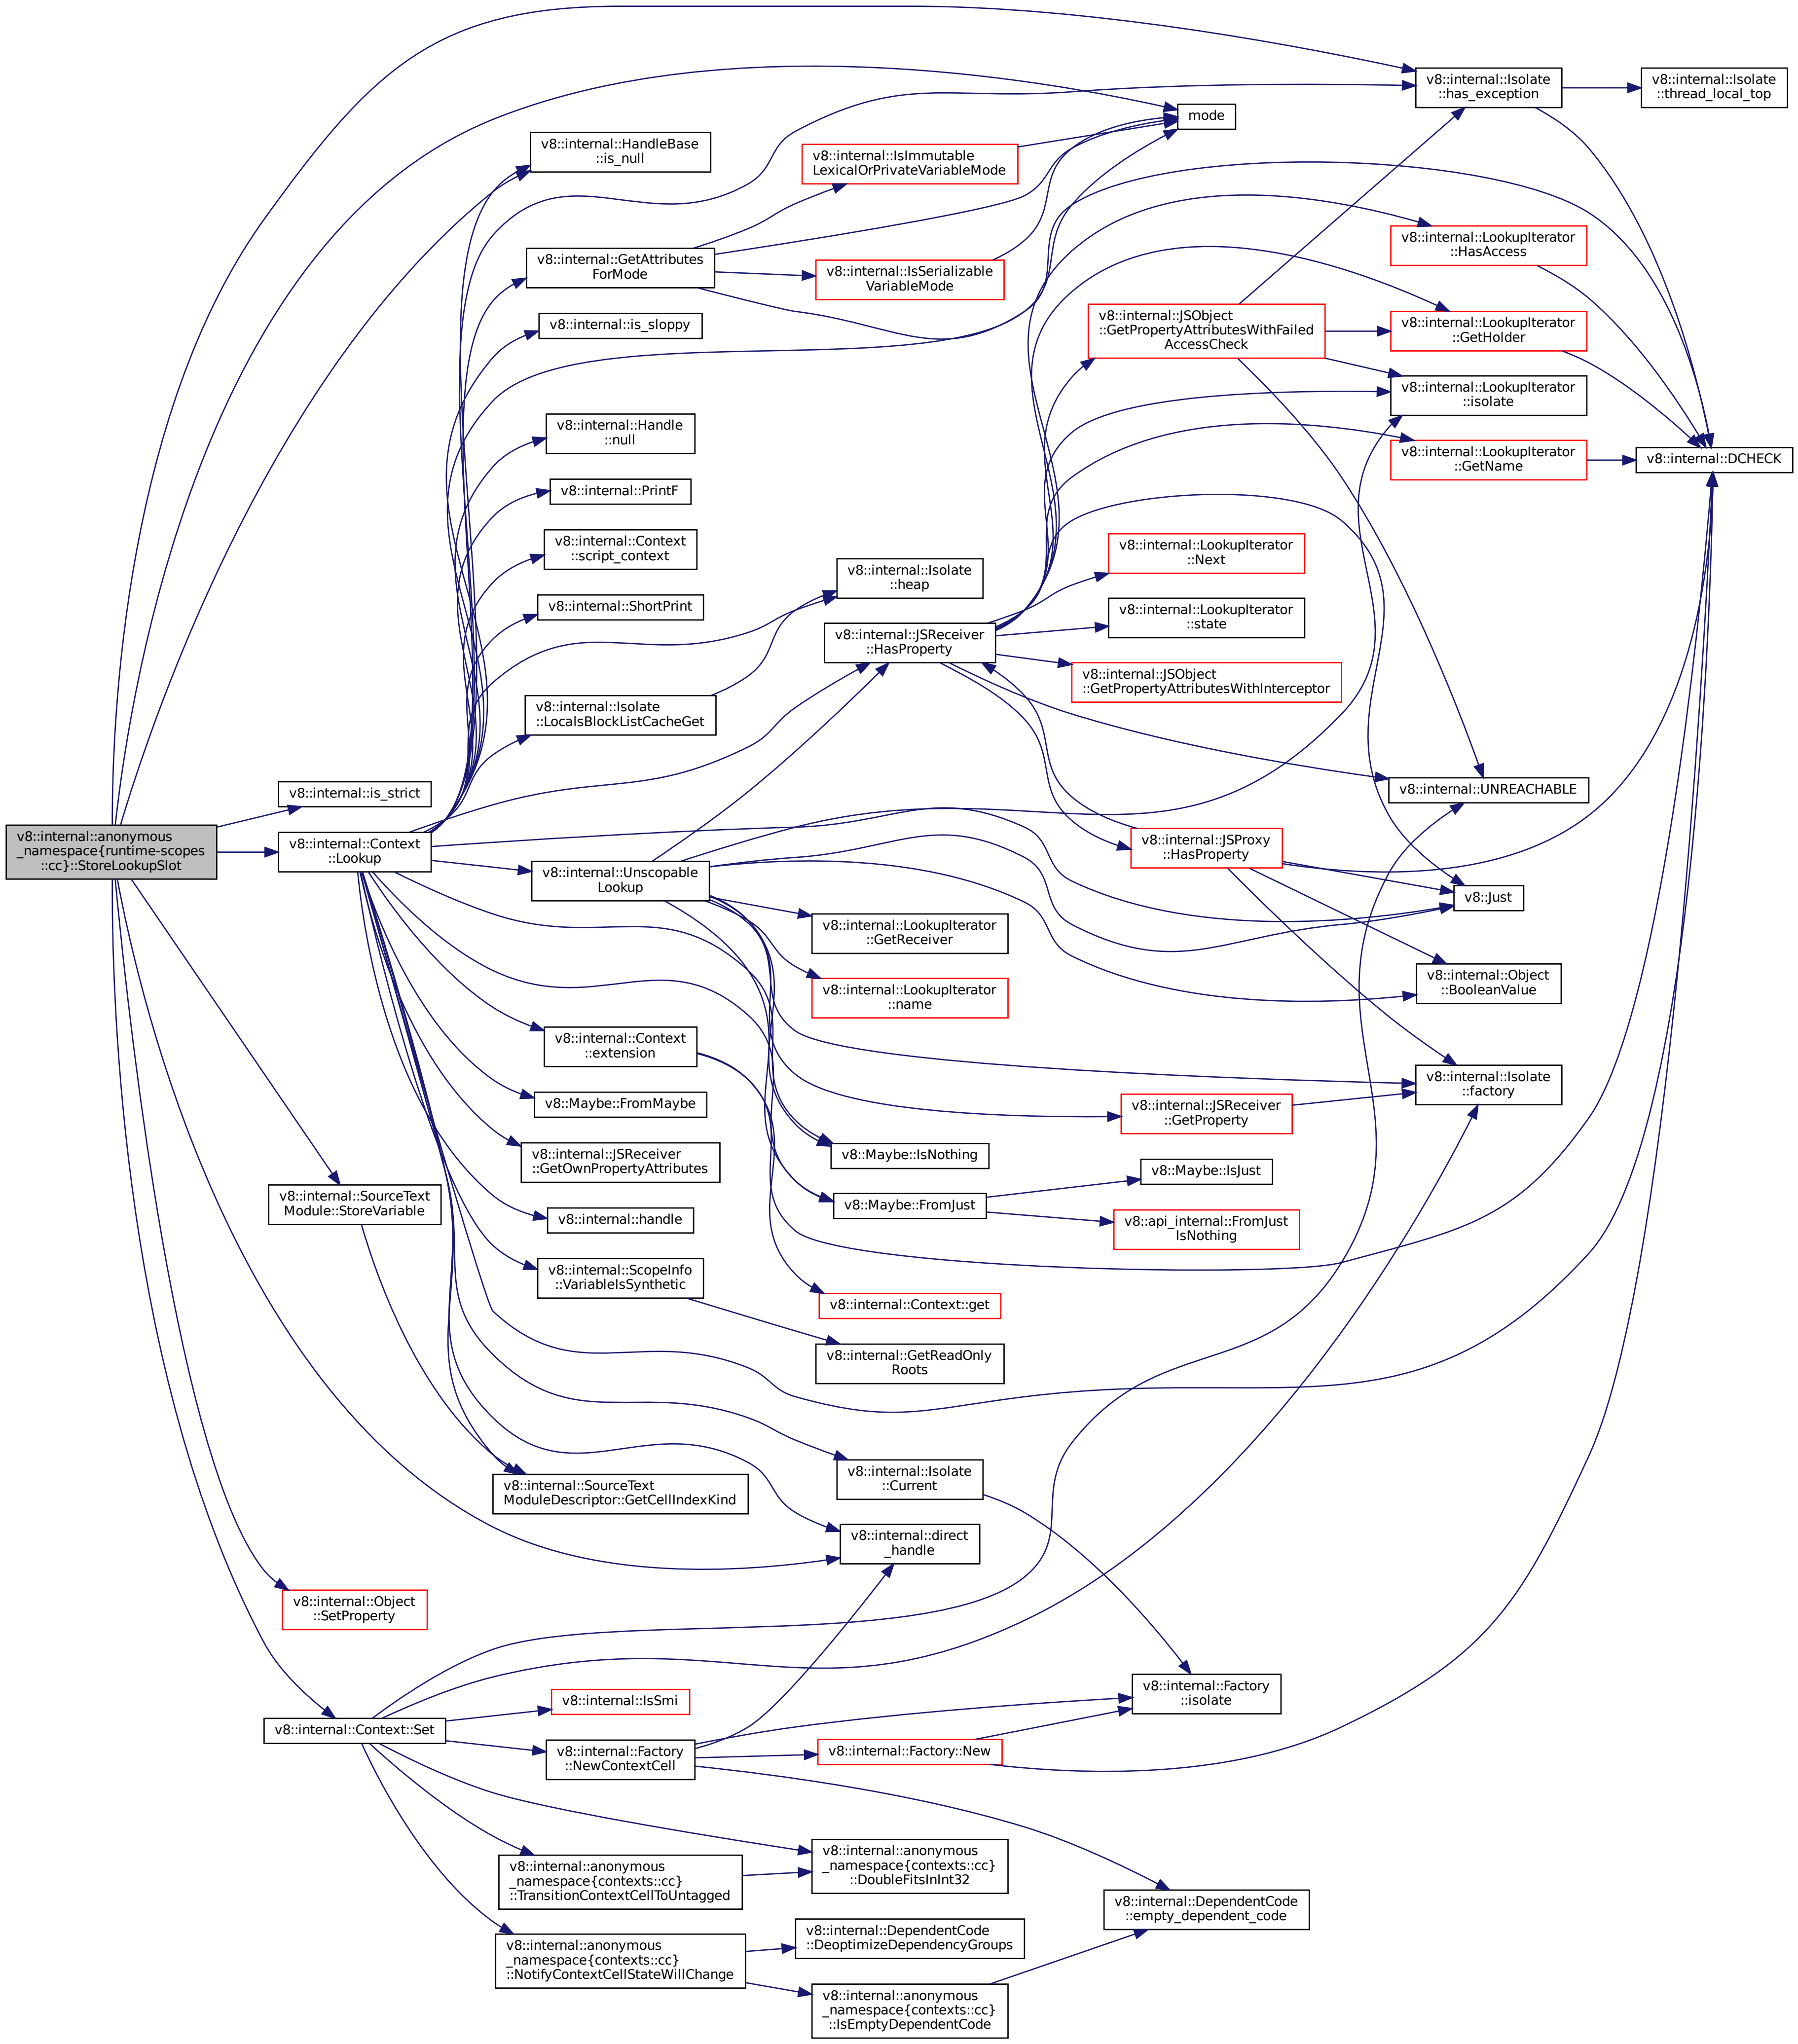 v8::internal::anonymous
_namespace{runtime-scopes
::cc}::StoreLookupSlot
v8::internal::HandleBase
::is_null
v8::internal::GetAttributes
ForMode
v8::internal::is_sloppy
v8::internal::Handle
::null
v8::internal::PrintF
v8::internal::Context
::script_context
v8::internal::ShortPrint
v8::internal::Isolate
::LocalsBlockListCacheGet
v8::internal::is_strict
v8::internal::Context
::Lookup
v8::internal::Unscopable
Lookup
v8::internal::Context
::extension
v8::Maybe::FromMaybe
v8::internal::JSReceiver
::GetOwnPropertyAttributes
v8::internal::SourceText
Module::StoreVariable
v8::internal::handle
v8::internal::ScopeInfo
::VariableIsSynthetic
v8::internal::SourceText
ModuleDescriptor::GetCellIndexKind
v8::internal::Object
::SetProperty
v8::internal::Context::Set
v8::internal::IsSmi
v8::internal::Factory
::NewContextCell
v8::internal::anonymous
_namespace{contexts::cc}
::TransitionContextCellToUntagged
v8::internal::anonymous
_namespace{contexts::cc}
::NotifyContextCellStateWillChange
v8::internal::IsImmutable
LexicalOrPrivateVariableMode
v8::internal::IsSerializable
VariableMode
v8::internal::Isolate
::heap
v8::internal::JSReceiver
::HasProperty
v8::internal::LookupIterator
::GetReceiver
v8::internal::LookupIterator
::name
v8::Maybe::IsNothing
v8::Maybe::FromJust
v8::internal::Context::get
v8::internal::GetReadOnly
Roots
v8::internal::Isolate
::Current
v8::internal::direct
_handle
v8::internal::Factory::New
v8::internal::anonymous
_namespace{contexts::cc}
::DoubleFitsInInt32
v8::internal::DependentCode
::DeoptimizeDependencyGroups
v8::internal::anonymous
_namespace{contexts::cc}
::IsEmptyDependentCode
mode
v8::internal::JSObject
::GetPropertyAttributesWithFailed
AccessCheck
v8::internal::LookupIterator
::Next
v8::internal::LookupIterator
::state
v8::internal::JSObject
::GetPropertyAttributesWithInterceptor
v8::internal::JSProxy
::HasProperty
v8::internal::JSReceiver
::GetProperty
v8::Maybe::IsJust
v8::api_internal::FromJust
IsNothing
v8::internal::Factory
::isolate
v8::internal::DependentCode
::empty_dependent_code
v8::internal::Isolate
::has_exception
v8::internal::LookupIterator
::HasAccess
v8::internal::LookupIterator
::GetHolder
v8::internal::LookupIterator
::isolate
v8::internal::LookupIterator
::GetName
v8::internal::UNREACHABLE
v8::Just
v8::internal::Object
::BooleanValue
v8::internal::Isolate
::factory
v8::internal::Isolate
::thread_local_top
v8::internal::DCHECK